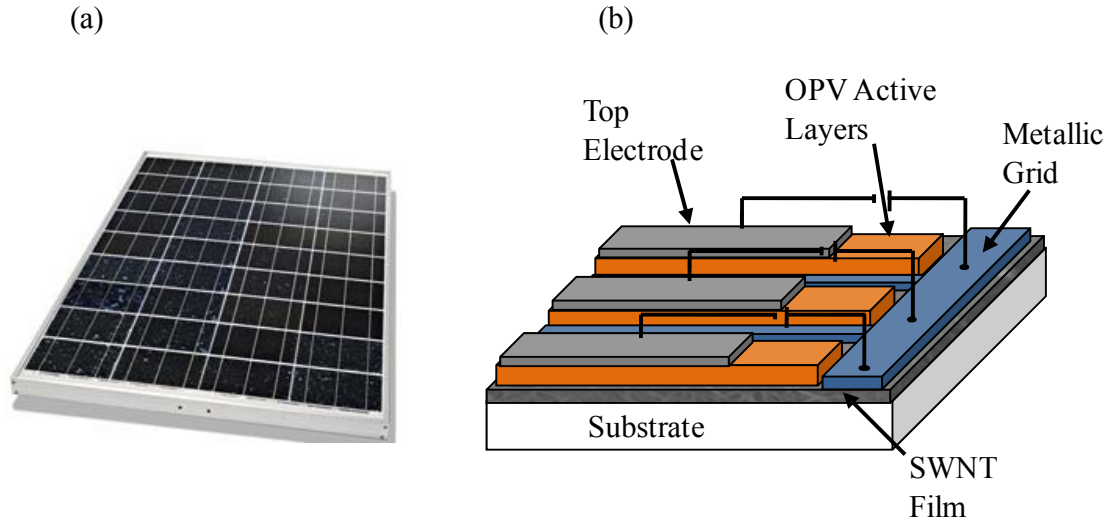 (a)
(b)
Top
Electrode
OPV Active
Layers
Metallic
Grid
Substrate
SWNT
Film